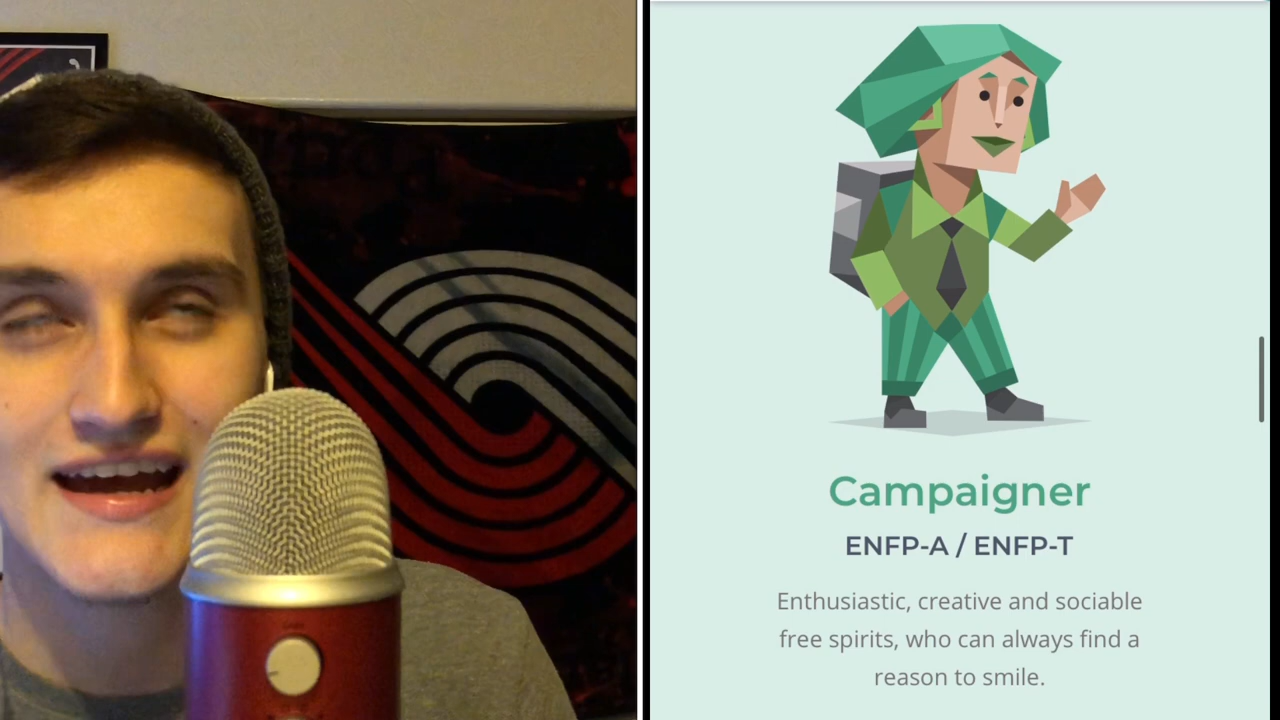 Campaigner
ENFP-A / ENFP-T
Enthusiastic, creative and sociable
free spirits, who can always find a
reason to smile.